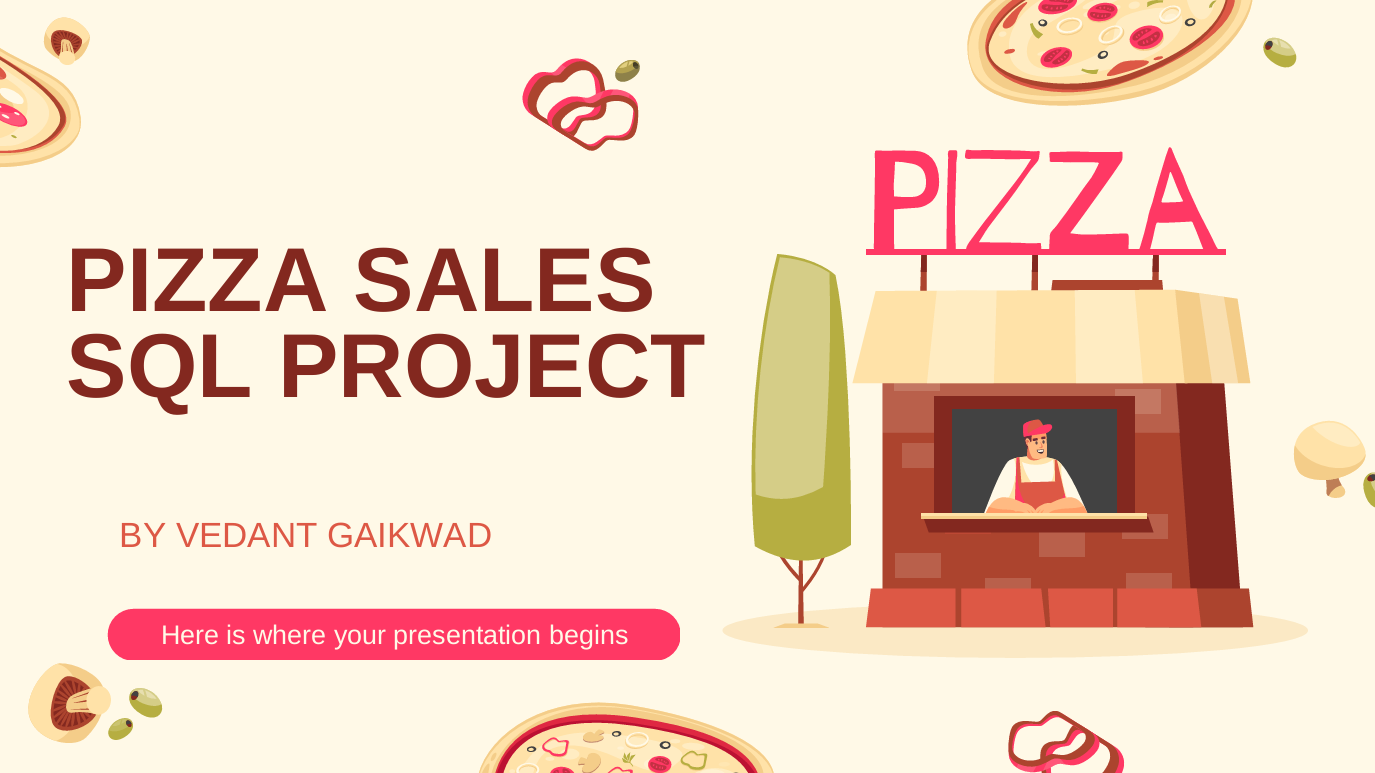 PIZZA
PIZZA SALES
SQL PROJECT
BY VEDANT GAIKWAD
Here is where your presentation begins